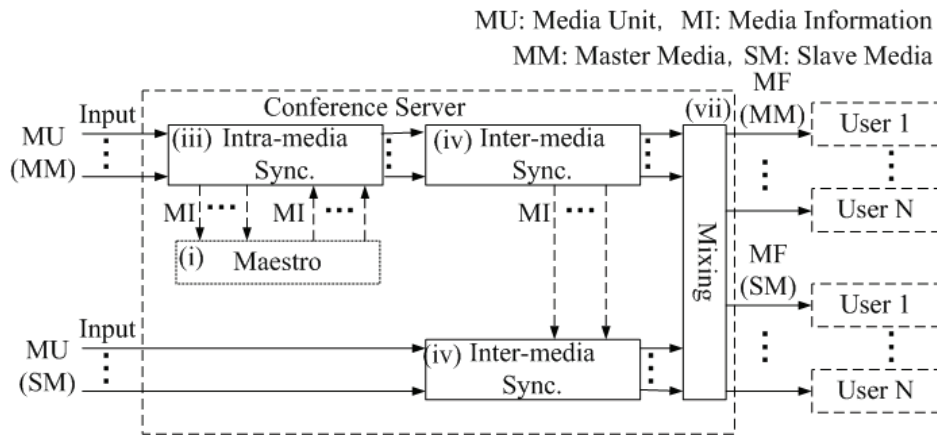 MU: Media Unit, MI: Media Information
MM: Master Media, SM: Slave Media
Conference Server
Input
MU
(MM)
(iii) Intra-media
Sync.
(iv) Inter-media
Sync.
(vii)
MF
(MM)
User 1
User N
MI
MI
MI
(i) Maestro
Mixing
MF
(SM)
User 1
User N
Input
MU
(SM)
(iv) Inter-media
Sync.